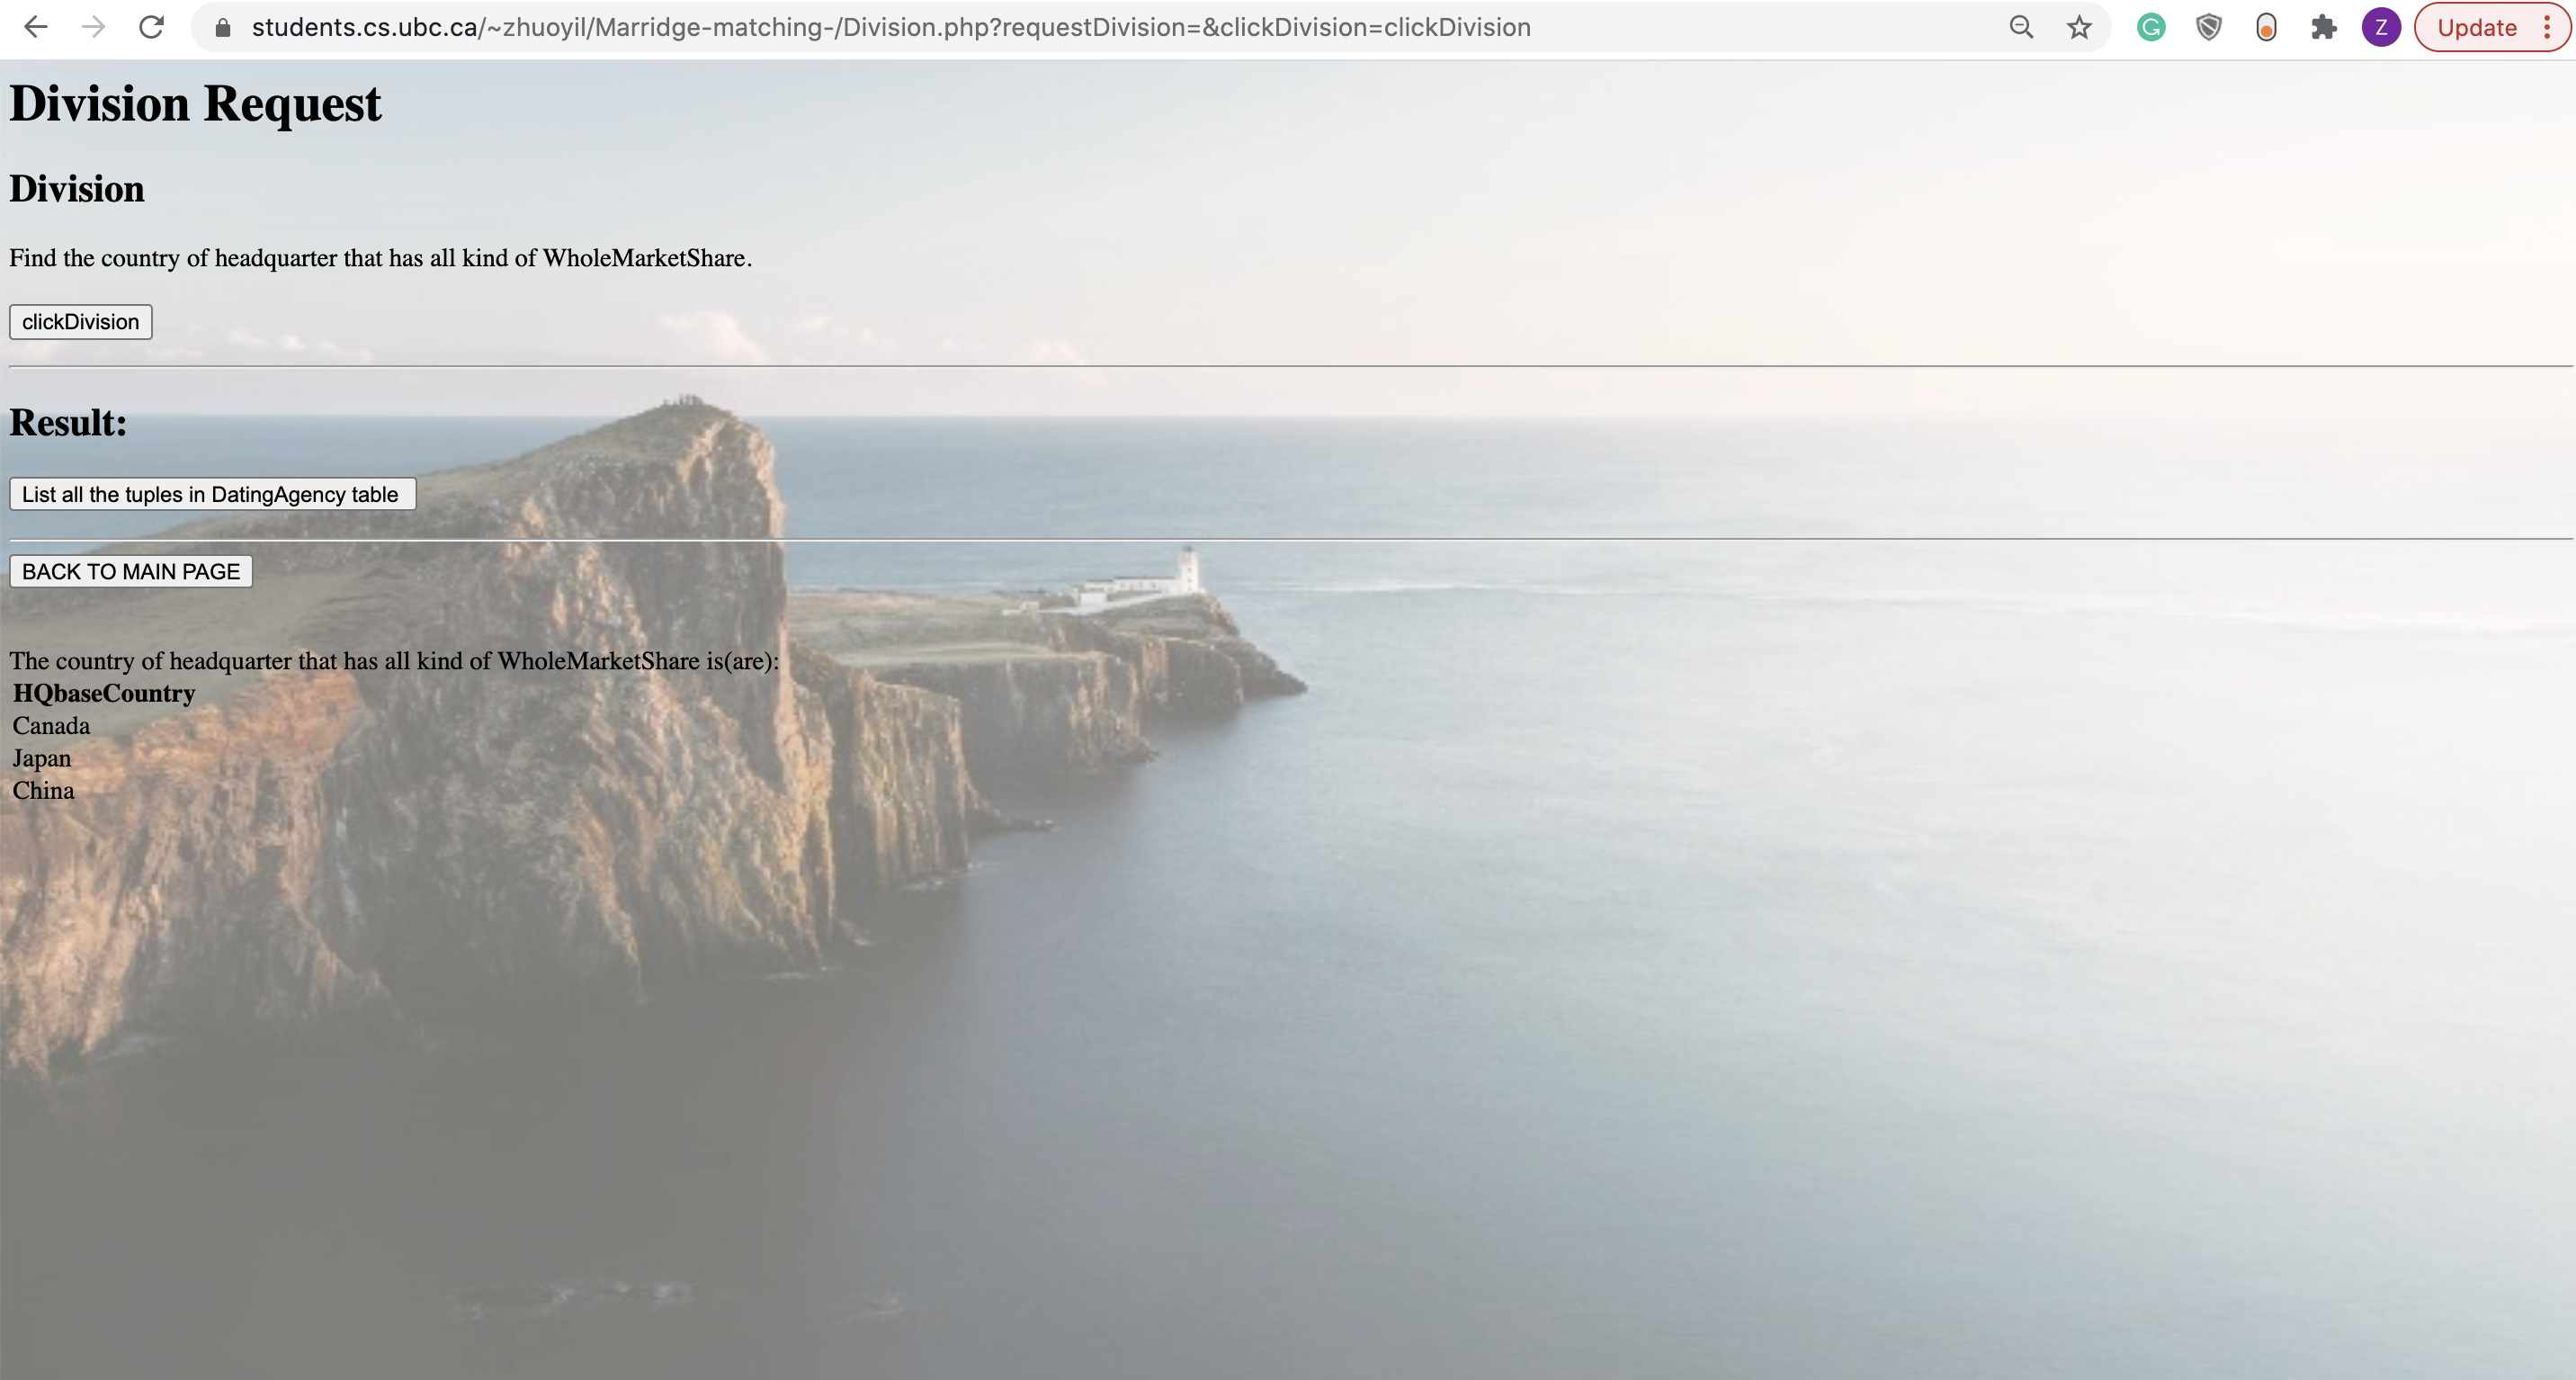 students.cs.ubc.ca/~zhuoyil/Marridge-matching-/Division.php?requestDivision=&clickDivision=clickDivision
Z
Update
Division Request
Division
Find the country of headquarter that has all kind of WholeMarketShare.
clickDivision
Result:
List all the tuples in DatingAgency table
BACK TO MAIN PAGE
The country of headquarter that has all kind of WholeMarketShare is(are):
HQbaseCountry
Canada
Japan
China